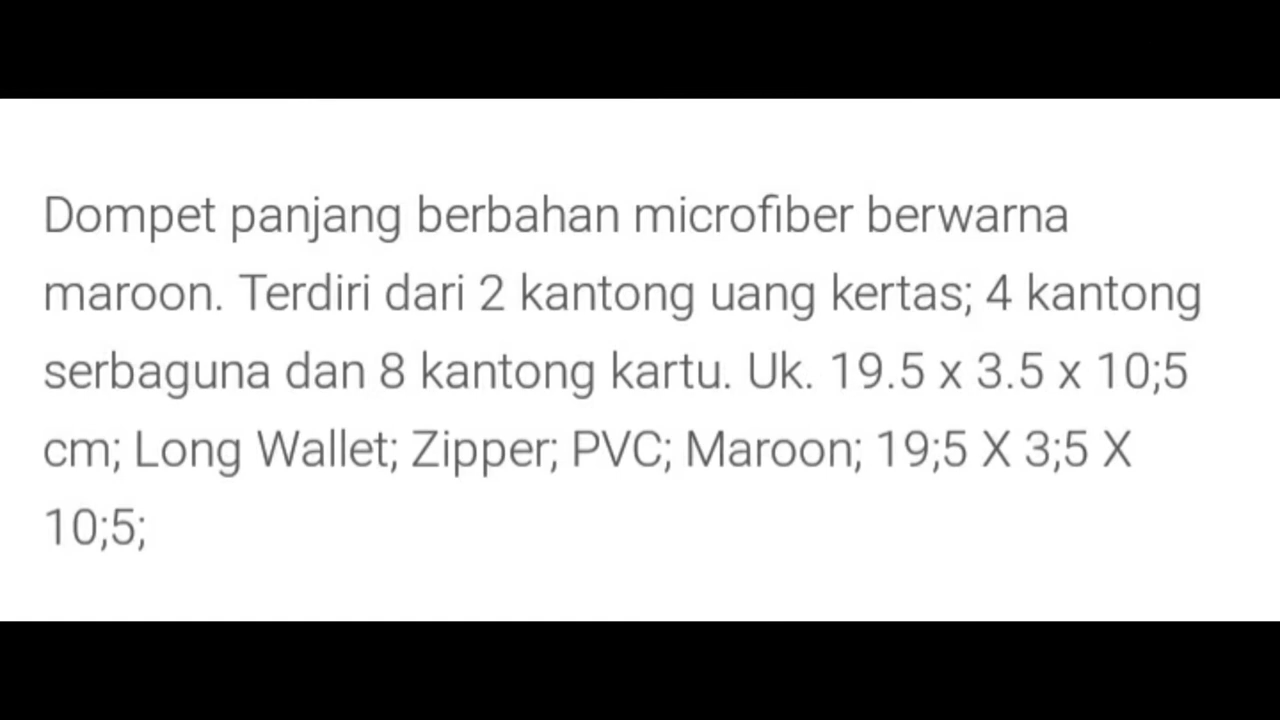 Dompet panjang berbahan microfiber berwarna
maroon. Terdiri dari 2 kantong uang kertas; 4 kantong
serbaguna dan 8 kantong kartu. Uk. 19.5 x 3.5 x 10;5
cm; Long Wallet; Zipper; PVC; Maroon; 19;5 X 3;5 X
10;5;